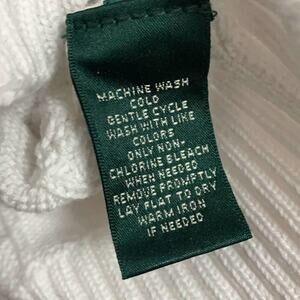 MACHINE WASH
COLD
GENTLE CYCLE
WASH WITH LIKE
COLORS
ONLY NON-
CHLORINE BLEACH
WHEN NEEDED
REMOVE PROMPTLY
LAY FLAT TO DRY
WARM IRON
IF NEEDED